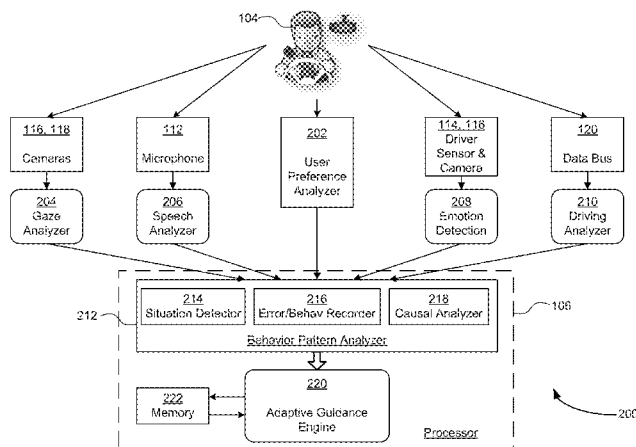 104
116, 118
Cameras
112
Microphone
202
User
Preference
Analyzer
114, 116
Driver
Sensor &
Camera
120
Data Bus
204
Gaze
Analyzer
206
Speech
Analyzer
208
Emotion
Detection
210
Driving
Analyzer
212
214
Situation Detector
216
Error/Behav Recorder
218
Causal Analyzer
Behavior Pattern Analyzer
106
222
Memory
220
Adaptive Guidance
Engine
Processor
200